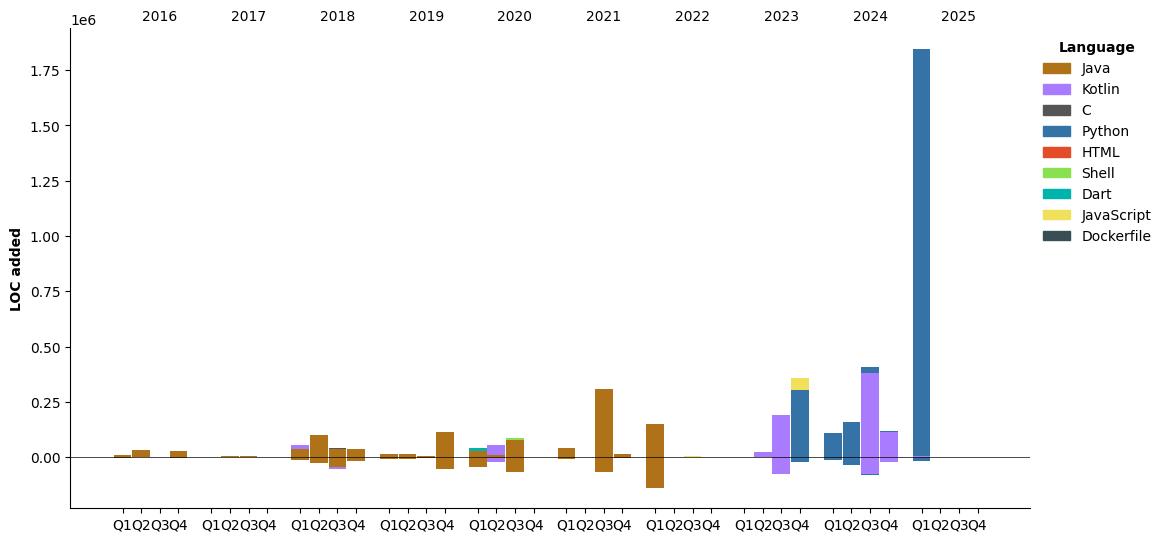 2016 2017 2018 2019 2020 2021 2022 2023 2024 2025
1e6
Language
Java
Kotlin
C
Python
HTML
Shell
Dart
JavaScript
Dockerfile
1.75
1.50
1.25
1.00
0.75
0.50
0.25
0.00
LOC added
Q1Q2Q3Q4 Q1Q2Q3Q4 Q1Q2Q3Q4 Q1Q2Q3Q4 Q1Q2Q3Q4 Q1Q2Q3Q4 Q1Q2Q3Q4 Q1Q2Q3Q4 Q1Q2Q3Q4 Q1Q2Q3Q4